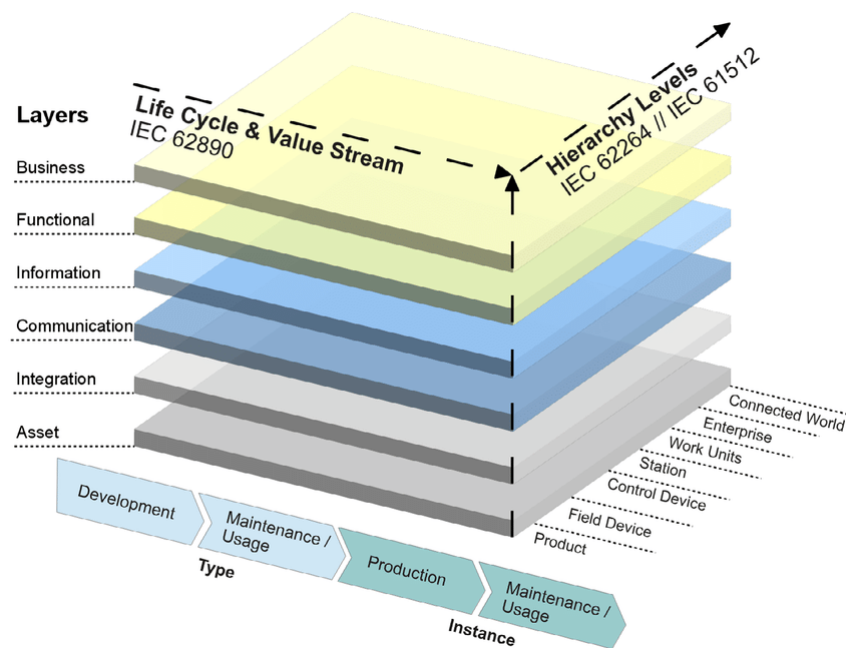 Layers
Life Cycle & Value Stream
IEC 62890
Hierarchy Levels
IEC 62264 // IEC 61512
Business
Functional
Information
Communication
Integration
Asset
Connected World
Enterprise
Work Units
Station
Control Device
Field Device
Product
Development
Maintenance /
Usage
Type
Production
Maintenance /
Usage
Instance